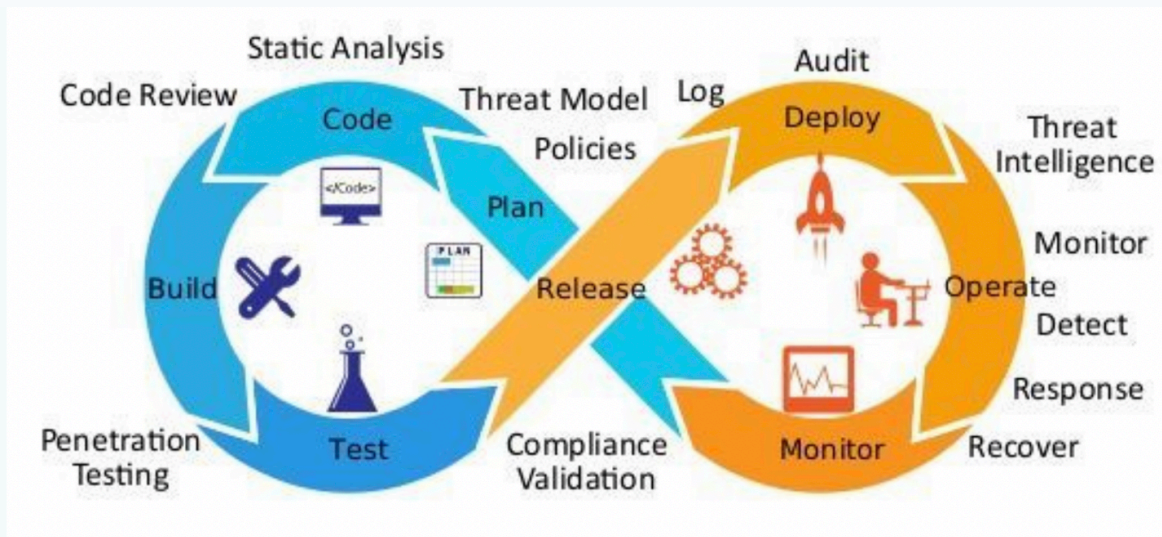 Static Analysis
Audit
Code Review
Threat Model
Log
Code
Deploy
Threat
Intelligence
Policies
</Code>
Plan
PLAN
Monitor
Build
Release
Operate
Detect
Response
Penetration
Testing
Test
Compliance
Validation
Monitor
Recover